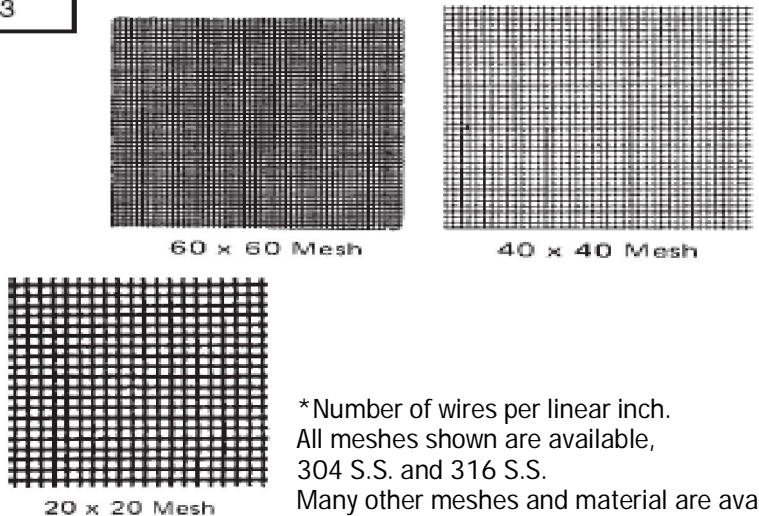 3
60 x 60 Mesh
40 x 40 Mesh
20 x 20 Mesh
*Number of wires per linear inch.
All meshes shown are available,
304 S.S. and 316 S.S.
Many other meshes and material are ava